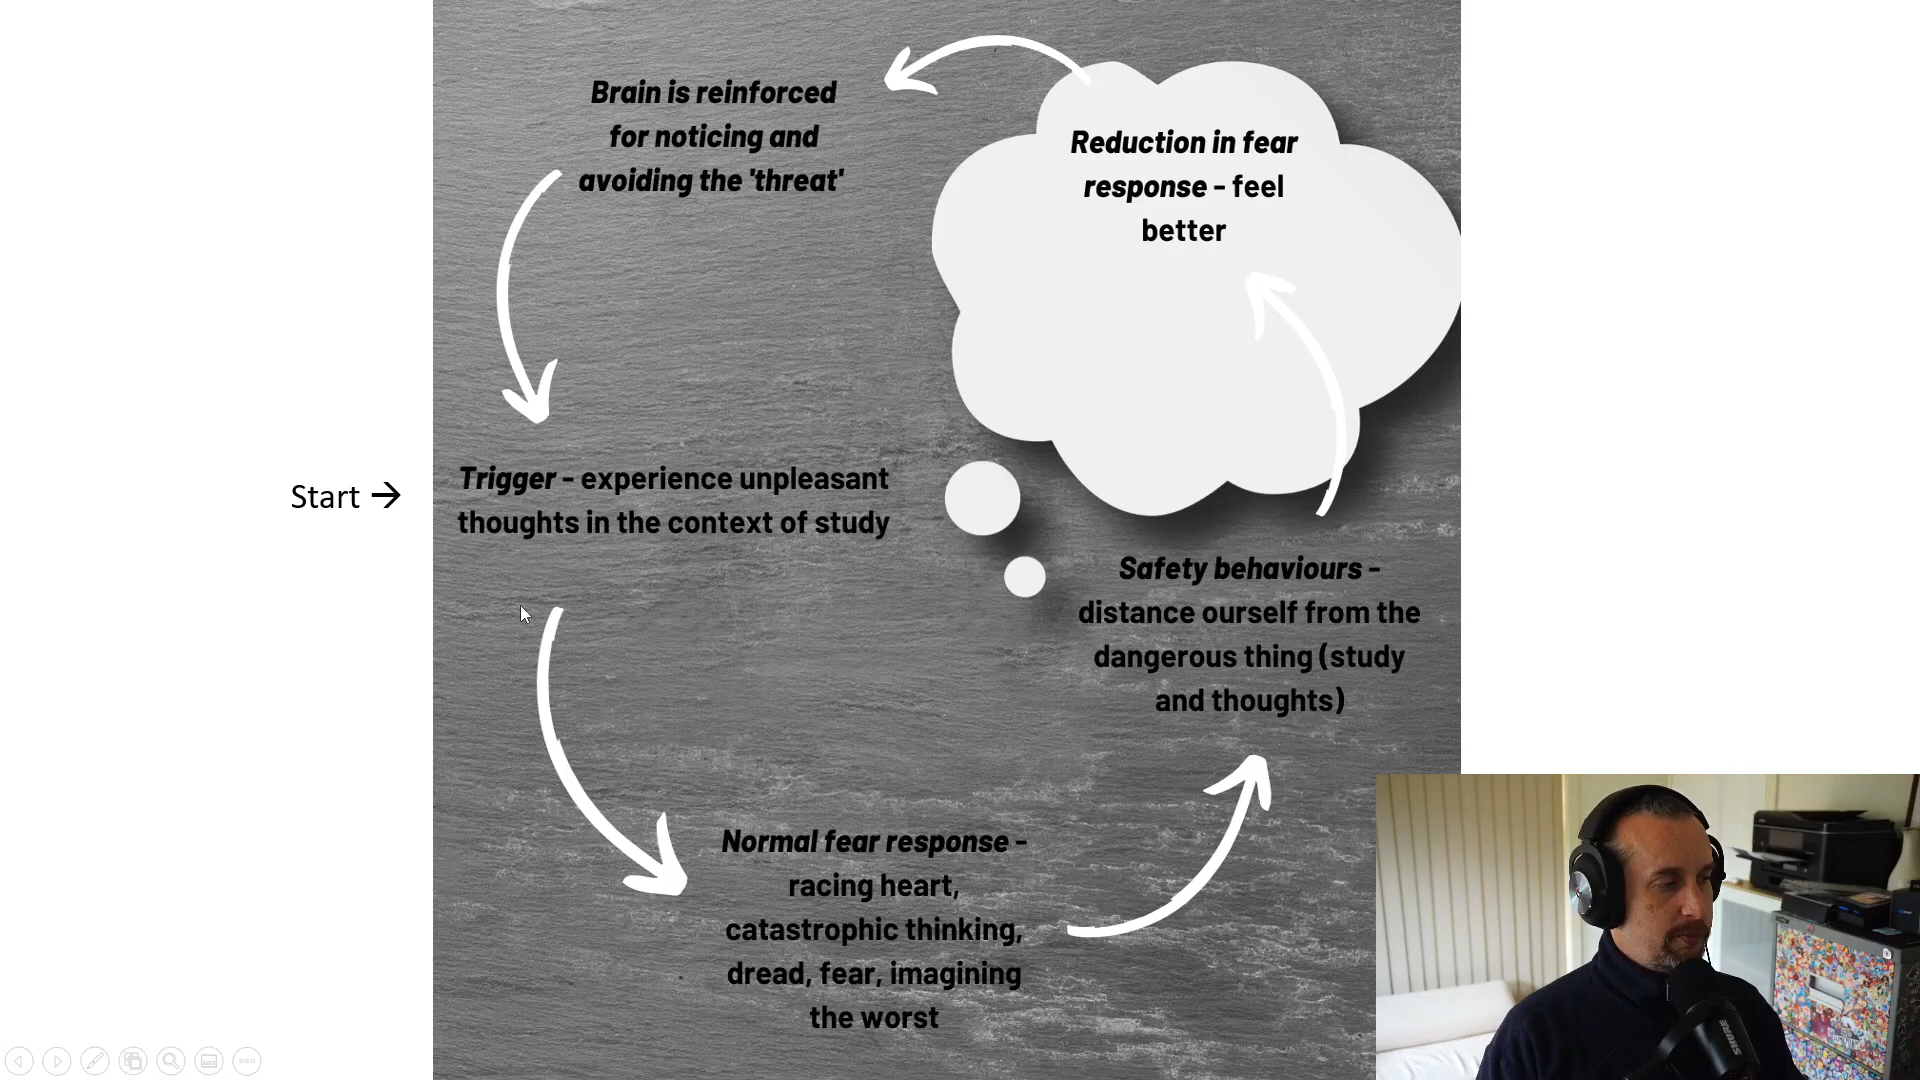 Start →
Trigger - experience unpleasant
thoughts in the context of study
Normal fear response -
racing heart,
catastrophic thinking,
dread, fear, imagining
the worst
Safety behaviours -
distance ourself from the
dangerous thing (study
and thoughts)
Reduction in fear
response - feel
better
Brain is reinforced
for noticing and
avoiding the 'threat'
SHURE